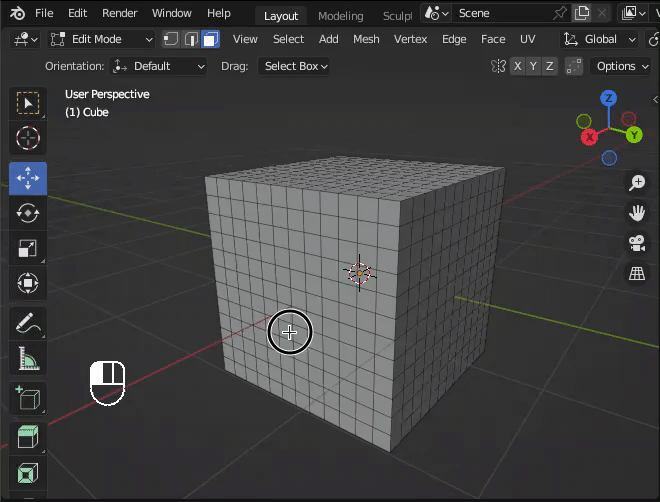 File Edit Render Window Help Layout Modeling Sculp Scene
Edit Mode View Select Add Mesh Vertex Edge Face UV Global
Orientation: Default Drag: Select Box X Y Z Options
User Perspective
(1) Cube
Z
X Y